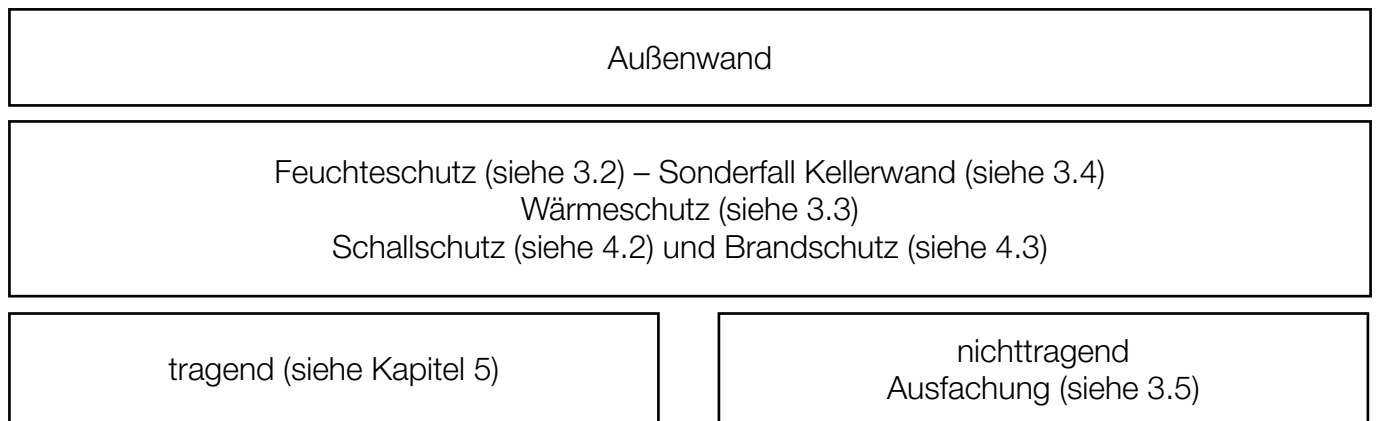 Außenwand
Feuchteschutz (siehe 3.2) – Sonderfall Kellerwand (siehe 3.4)
Wärmeschutz (siehe 3.3)
Schallschutz (siehe 4.2) und Brandschutz (siehe 4.3)
tragend (siehe Kapitel 5)
nichttragend
Ausfachung (siehe 3.5)